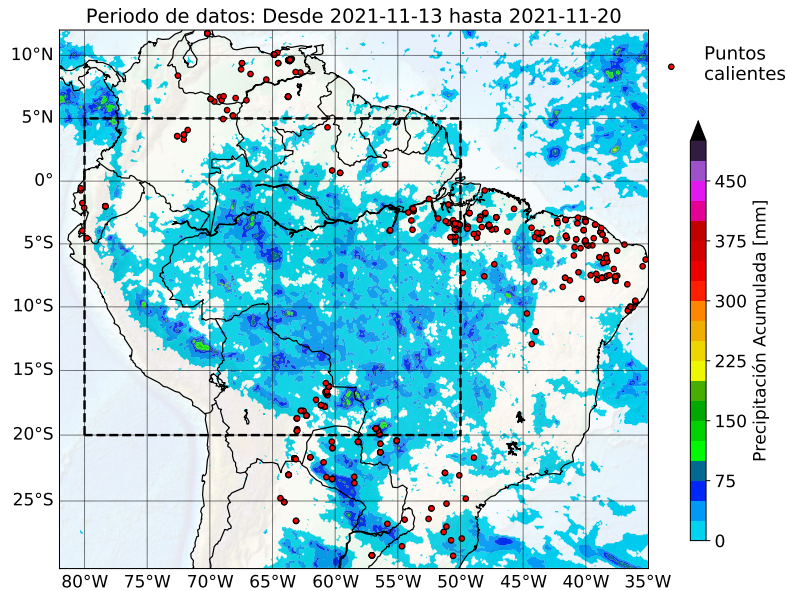 Periodo de datos: Desde 2021-11-13 hasta 2021-11-20
Puntos
calientes
10°N
5°N
0°
5°S
10°S
15°S
20°S
25°S
80°W 75°W 70°W 65°W 60°W 55°W 50°W 45°W 40°W 35°W
450
375
300
225
150
75
0
Precipitación Acumulada [mm]